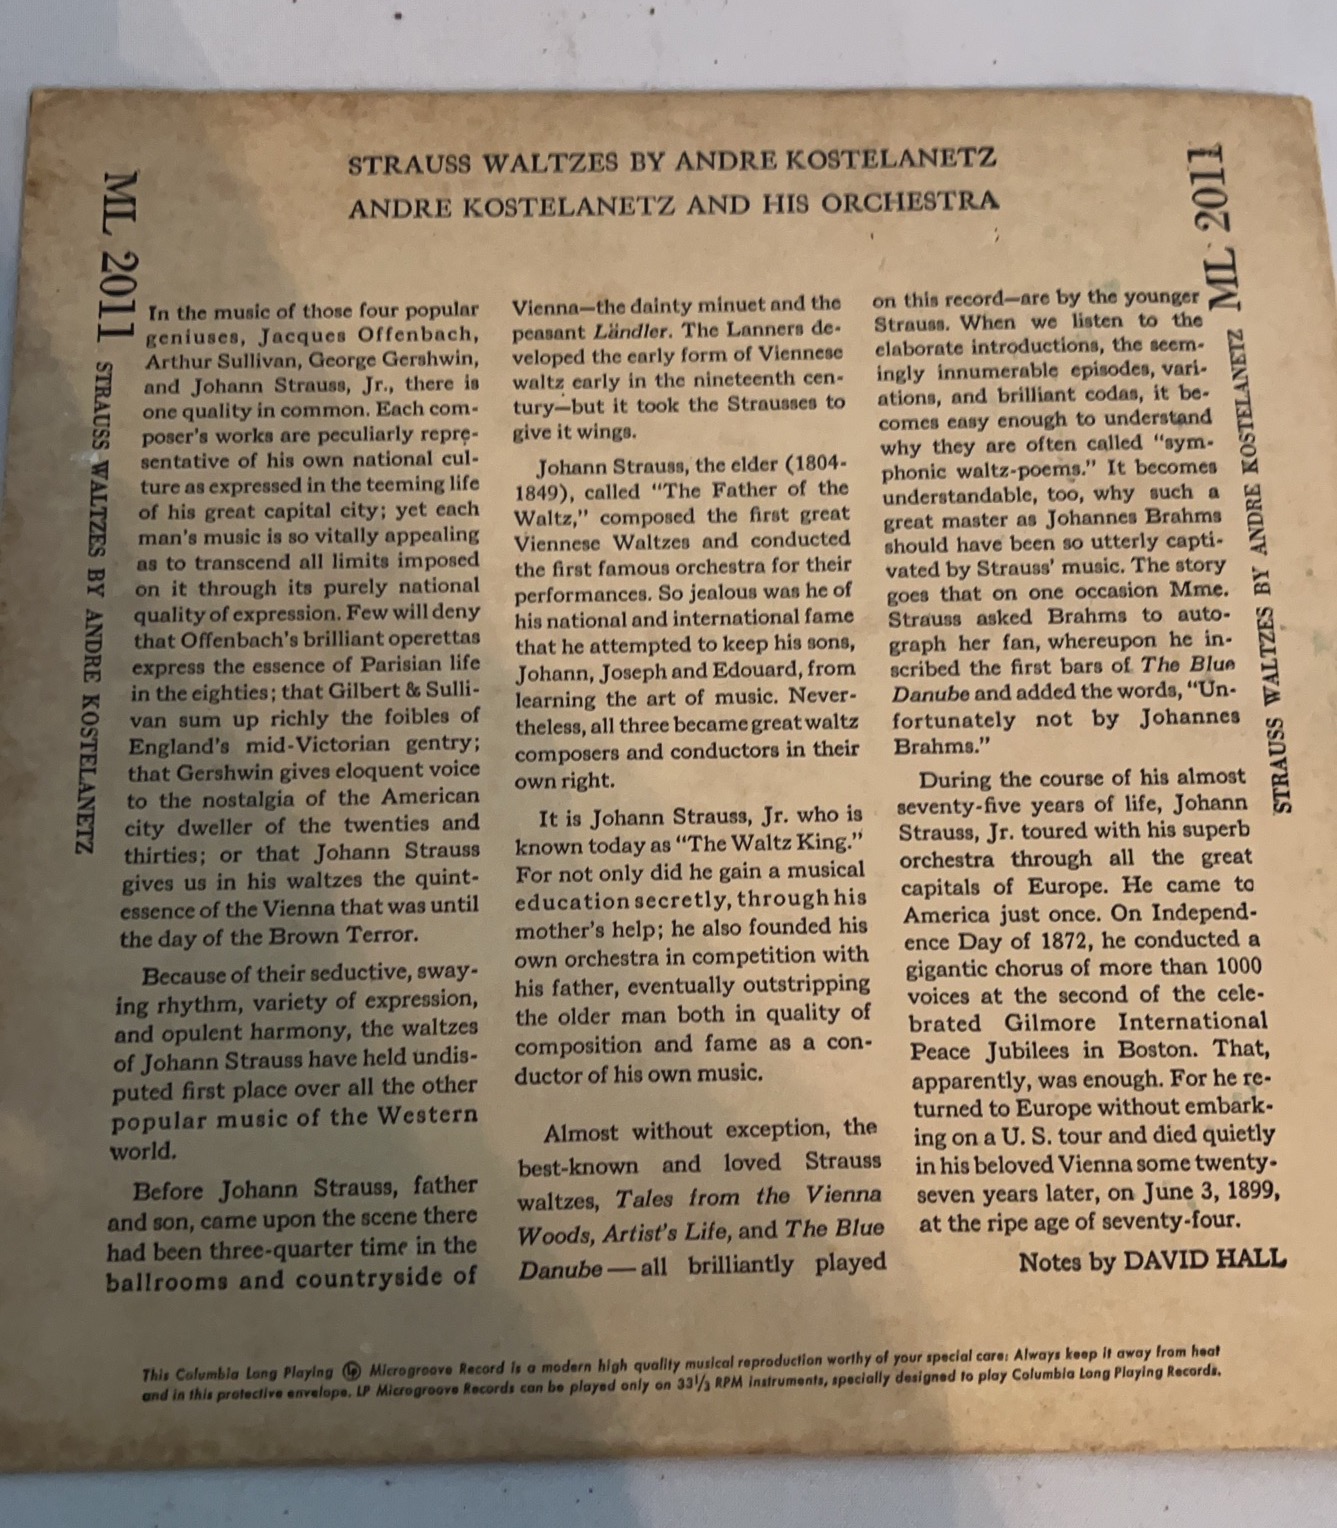 STRAUSS WALTZES BY ANDRE KOSTELANETZ
ANDRE KOSTELANETZ AND HIS ORCHESTRA
ML 2011 STRAUSS WALTZES BY ANDRE KOSTELANETZ
In the music of those four popular
geniuses, Jacques Offenbach,
Arthur Sullivan, George Gershwin,
and Johann Strauss, Jr., there is
one quality in common. Each com-
poser's works are peculiarly repre-
sentative of his own national cul-
ture as expressed in the teeming life
of his great capital city; yet each
man's music is so vitally appealing
as to transcend all limits imposed
on it through its purely national
quality of expression. Few will deny
that Offenbach's brilliant operettas
express the essence of Parisian life
in the eighties; that Gilbert & Sulli-
van sum up richly the foibles of
England's mid-Victorian gentry;
that Gershwin gives eloquent voice
to the nostalgia of the American
city dweller of the twenties and
thirties; or that Johann Strauss
gives us in his waltzes the quint-
essence of the Vienna that was until
the day of the Brown Terror.
Because of their seductive, sway-
ing rhythm, variety of expression,
and opulent harmony, the waltzes
of Johann Strauss have held undis-
puted first place over all the other
popular music of the Western
world.
Before Johann Strauss, father
and son, came upon the scene there
had been three-quarter time in the
ballrooms and countryside of
Vienna—the dainty minuet and the
peasant Ländler. The Lanners de-
veloped the early form of Viennese
waltz early in the nineteenth cen-
tury—but it took the Strausses to
give it wings.
Johann Strauss, the elder (1804-
1849), called "The Father of the
Waltz," composed the first great
Viennese Waltzes and conducted
the first famous orchestra for their
performances. So jealous was he of
his national and international fame
that he attempted to keep his sons,
Johann, Joseph and Edouard, from
learning the art of music. Never-
theless, all three became great waltz
composers and conductors in their
own right.
It is Johann Strauss, Jr. who is
known today as "The Waltz King."
For not only did he gain a musical
education secretly, through his
mother's help; he also founded his
own orchestra in competition with
his father, eventually outstripping
the older man both in quality of
composition and fame as a con-
ductor of his own music.
Almost without exception, the
best-known and loved Strauss
waltzes, Tales from the Vienna
Woods, Artist's Life, and The Blue
Danube—all brilliantly played
on this record—are by the younger
Strauss. When we listen to the
elaborate introductions, the seem-
ingly innumerable episodes, vari-
ations, and brilliant codas, it be-
comes easy enough to understand
why they are often called "sym-
phonic waltz-poems." It becomes
understandable, too, why such a
great master as Johannes Brahms
should have been so utterly capti-
vated by Strauss' music. The story
goes that on one occasion Mme.
Strauss asked Brahms to auto-
graph her fan, whereupon he in-
scribed the first bars of The Blue
Danube and added the words, "Un-
fortunately not by Johannes
Brahms."
During the course of his almost
seventy-five years of life, Johann
Strauss, Jr. toured with his superb
orchestra through all the great
capitals of Europe. He came to
America just once. On Independ-
ence Day of 1872, he conducted a
gigantic chorus of more than 1000
voices at the second of the cele-
brated Gilmore International
Peace Jubilees in Boston. That,
apparently, was enough. For he re-
turned to Europe without embark-
ing on a U. S. tour and died quietly
in his beloved Vienna some twenty-
seven years later, on June 3, 1899,
at the ripe age of seventy-four.
Notes by DAVID HALL
STRAUSS WALTZES BY ANDRE KOSTELANETZ ML 2011
This Columbia Long Playing LP Microgroove Record is a modern high quality musical reproduction worthy of your special care: Always keep it away from heat
and in this protective envelope. LP Microgroove Records can be played only on 33⅓ RPM instruments, specially designed to play Columbia Long Playing Records.